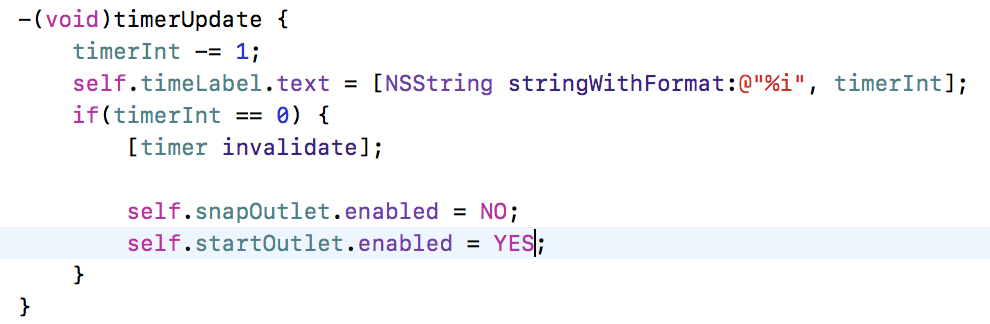 -(void)timerUpdate {
    timerInt -= 1;
    self.timeLabel.text = [NSString stringWithFormat:@"%i", timerInt];
    if(timerInt == 0) {
        [timer invalidate];

        self.snapOutlet.enabled = NO;
        self.startOutlet.enabled = YES;
    }
}